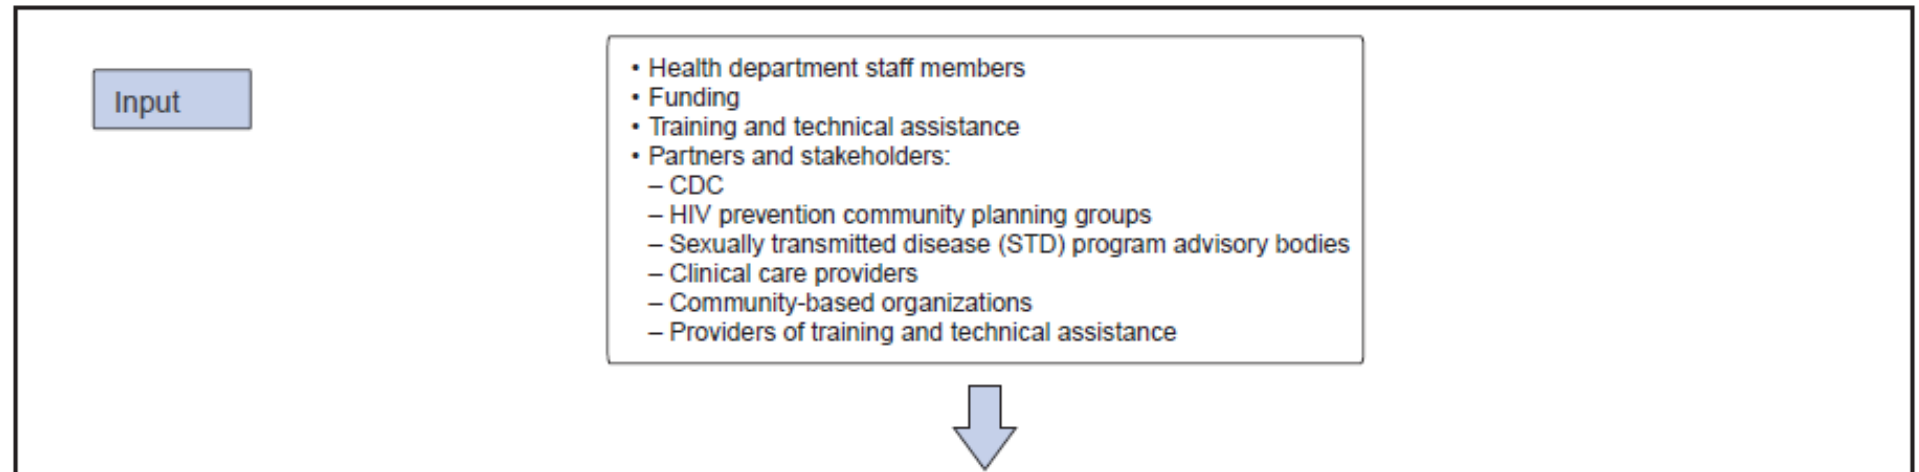 Input
• Health department staff members
• Funding
• Training and technical assistance
• Partners and stakeholders:
– CDC
– HIV prevention community planning groups
– Sexually transmitted disease (STD) program advisory bodies
– Clinical care providers
– Community-based organizations
– Providers of training and technical assistance